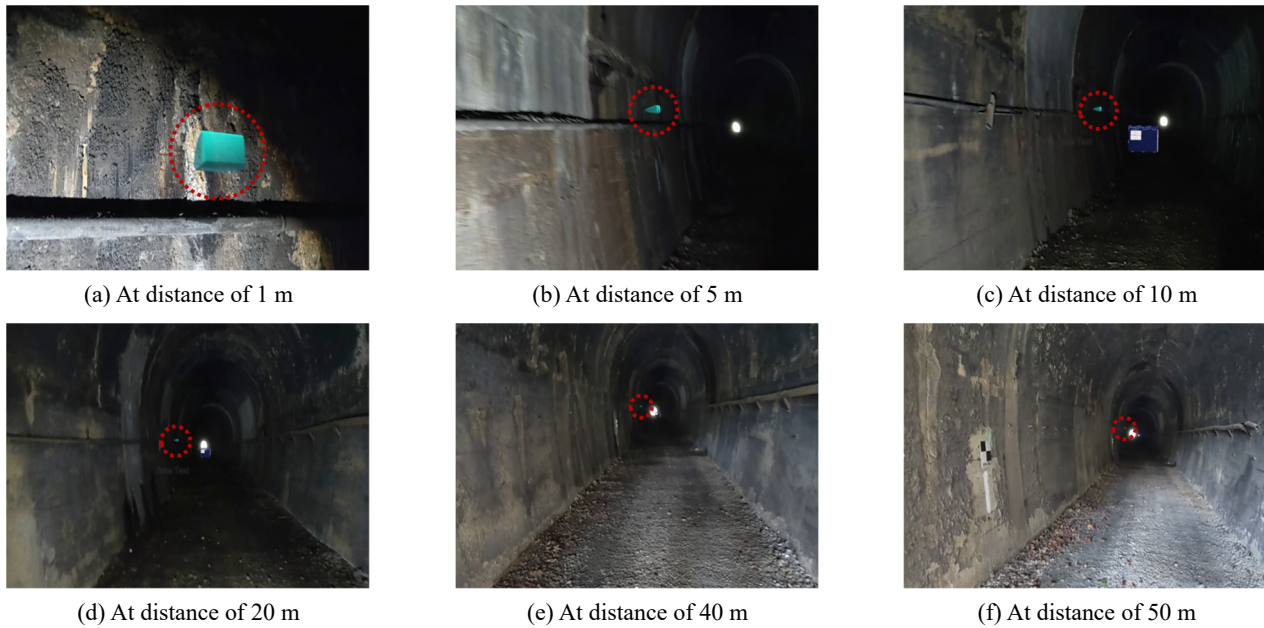 (a) At distance of 1 m
(b) At distance of 5 m
(c) At distance of 10 m
(d) At distance of 20 m
(e) At distance of 40 m
(f) At distance of 50 m